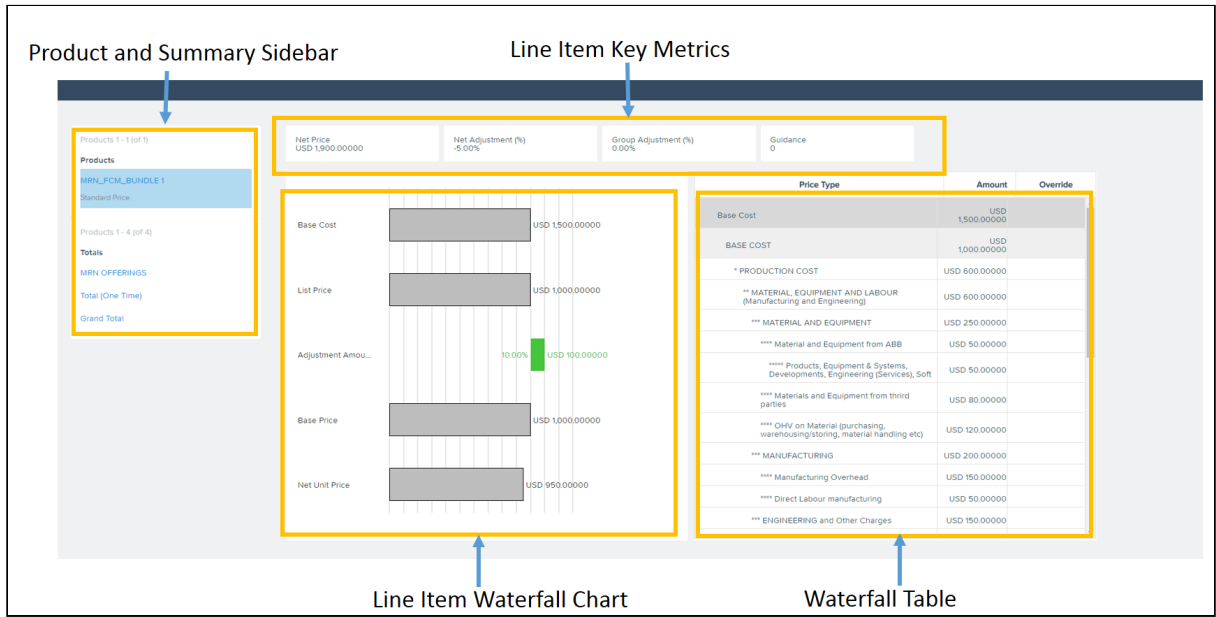 Product and Summary Sidebar
Line Item Key Metrics
Products 1 - 1 (of 1)
Products
MRN_FCM_BUNDLE 1
Standard Price
Products 1 - 4 (of 4)
Totals
MRN OFFERINGS
Total (One Time)
Grand Total
Net Price
USD 1,900.00000
Net Adjustment (%)
-5.00%
Group Adjustment (%)
0.00%
Guidance
0
Base Cost USD 1,500.00000
List Price USD 1,000.00000
Adjustment Amou... 10.00% USD 100.00000
Base Price USD 1,000.00000
Net Unit Price USD 950.00000
Price Type Amount Override
Base Cost USD
1,500.00000
BASE COST USD
1,000.00000
* PRODUCTION COST USD 600.00000
** MATERIAL, EQUIPMENT AND LABOUR
(Manufacturing and Engineering) USD 600.00000
*** MATERIAL AND EQUIPMENT USD 250.00000
**** Material and Equipment from ABB USD 50.00000
***** Products, Equipment & Systems,
Developments, Engineering (Services), Soft USD 50.00000
**** Materials and Equipment from thrird
parties USD 80.00000
**** OHV on Material (purchasing,
warehousing/storing, material handling etc) USD 120.00000
*** MANUFACTURING USD 200.00000
**** Manufacturing Overhead USD 150.00000
**** Direct Labour manufacturing USD 50.00000
*** ENGINEERING and Other Charges USD 150.00000
Line Item Waterfall Chart
Waterfall Table